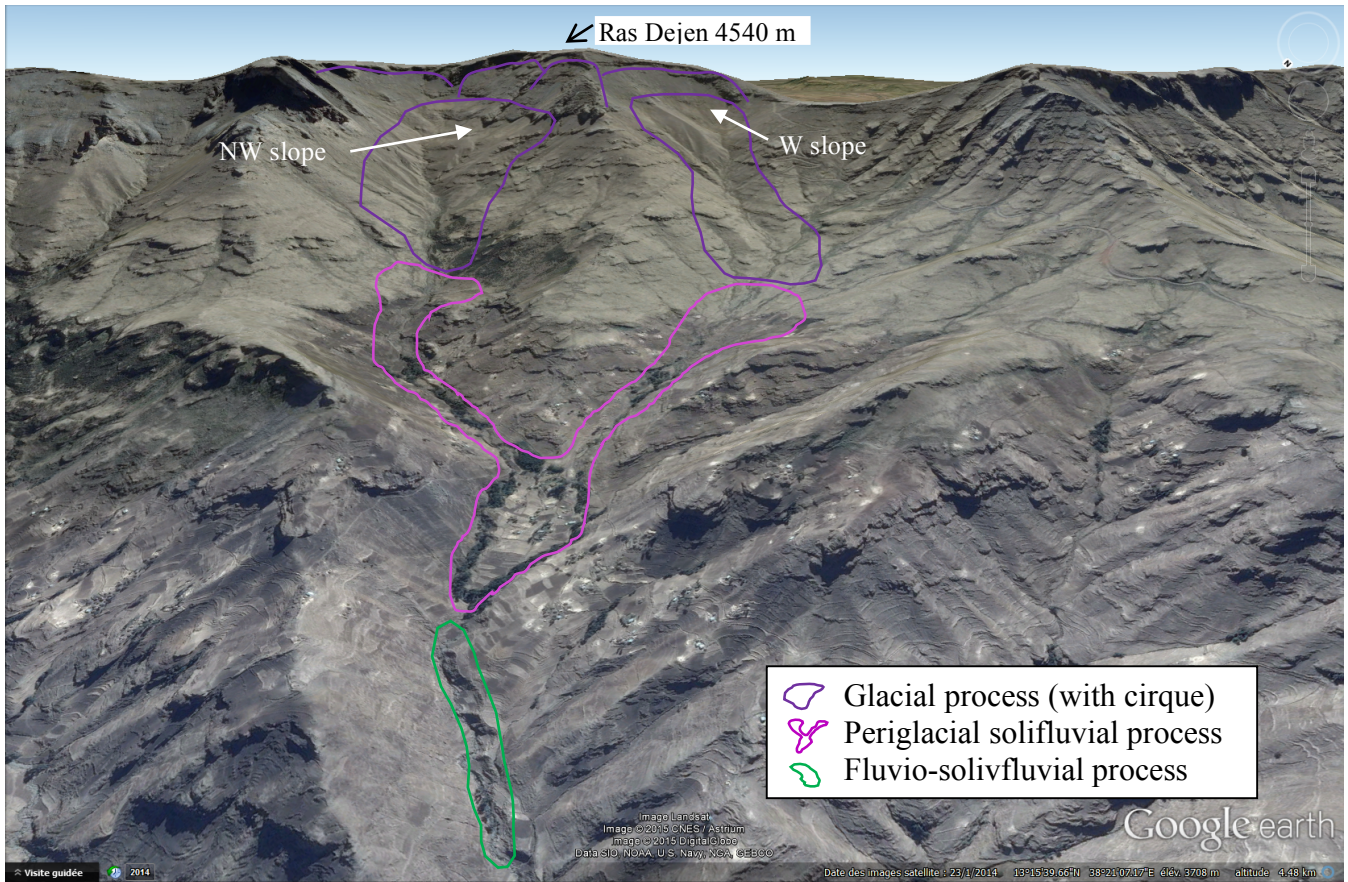 Ras Dejen 4540 m
N
NW slope
W slope
Glacial process (with cirque)
Periglacial solifluvial process
Fluvio-solivfluvial process
Image Landsat
Image © 2015 CNES / Astrium
Image © 2015 DigitalGlobe
Data SIO, NOAA, U.S. Navy, NGA, GEBCO
Google earth
Visite guidée 2014 Date des images satellite : 23/1/2014 13°15'39.66"N 38°21'07.17"E élév. 3708 m altitude 4.48 km